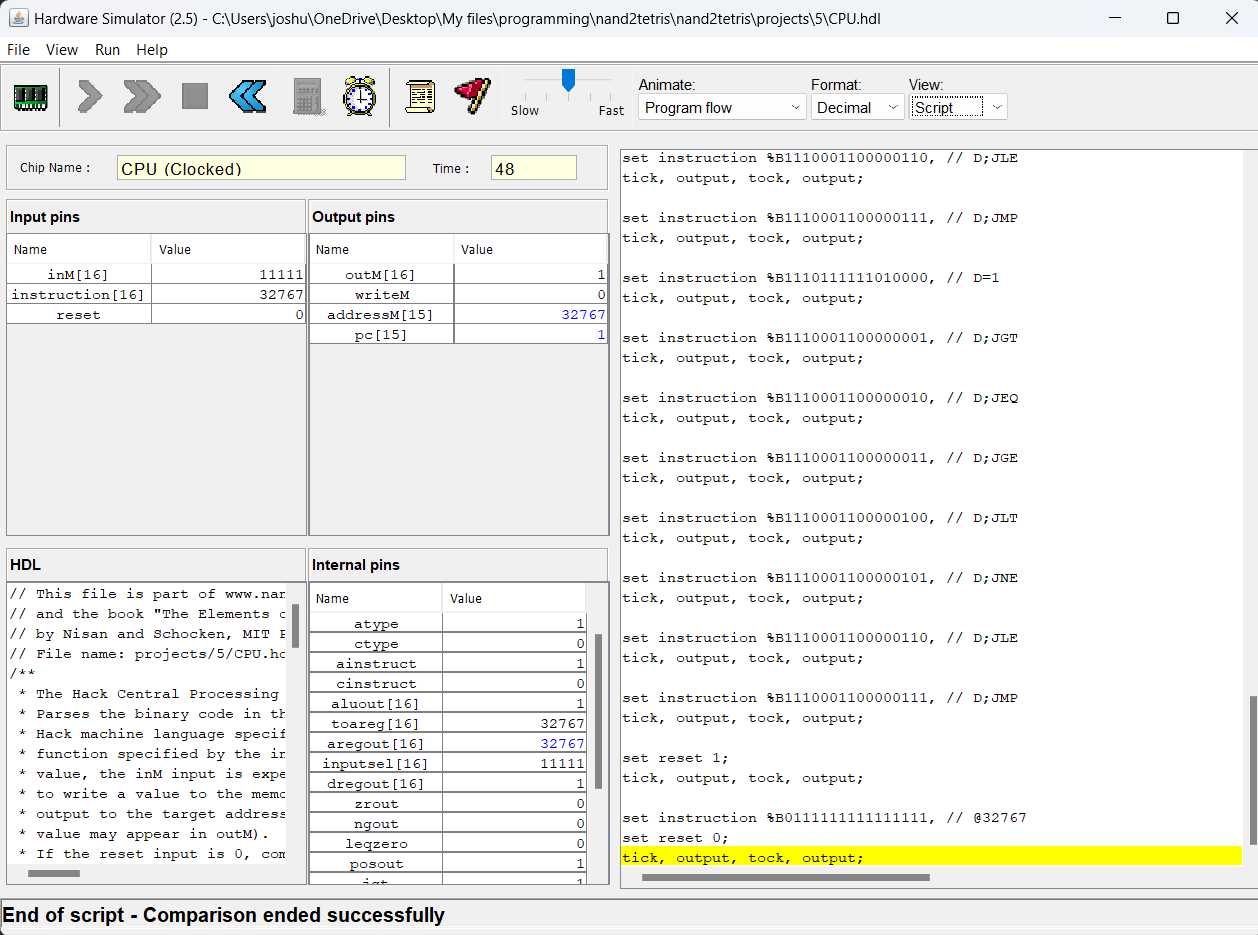 Hardware Simulator (2.5) - C:\Users\joshu\OneDrive\Desktop\My files\programming\nand2tetris\nand2tetris\projects\5\CPU.hdl
File View Run Help
Slow Fast
Animate: Format: View:
Program flow Decimal Script
Chip Name : CPU (Clocked) Time : 48
Input pins
Name Value
inM[16] 11111
instruction[16] 32767
reset 0
Output pins
Name Value
outM[16] 1
writeM 0
addressM[15] 32767
pc[15] 1
HDL
// This file is part of www.nan
// and the book "The Elements o
// by Nisan and Schocken, MIT P
// File name: projects/5/CPU.hd
/**
* The Hack Central Processing
* Parses the binary code in th
* Hack machine language specif
* function specified by the in
* value, the inM input is expe
* to write a value to the memo
* output to the target address
* value may appear in outM).
* If the reset input is 0, com
Internal pins
Name Value
atype 1
ctype 0
ainstruct 1
cinstruct 0
aluout[16] 1
toareg[16] 32767
aregout[16] 32767
inputsel[16] 11111
dregout[16] 1
zrout 0
ngout 0
leqzero 0
posout 1
jgt 1
set instruction %B1110001100000110, // D;JLE
tick, output, tock, output;
set instruction %B1110001100000111, // D;JMP
tick, output, tock, output;
set instruction %B1110111111010000, // D=1
tick, output, tock, output;
set instruction %B1110001100000001, // D;JGT
tick, output, tock, output;
set instruction %B1110001100000010, // D;JEQ
tick, output, tock, output;
set instruction %B1110001100000011, // D;JGE
tick, output, tock, output;
set instruction %B1110001100000100, // D;JLT
tick, output, tock, output;
set instruction %B1110001100000101, // D;JNE
tick, output, tock, output;
set instruction %B1110001100000110, // D;JLE
tick, output, tock, output;
set instruction %B1110001100000111, // D;JMP
tick, output, tock, output;
set reset 1;
tick, output, tock, output;
set instruction %B0111111111111111, // @32767
set reset 0;
tick, output, tock, output;
End of script - Comparison ended successfully